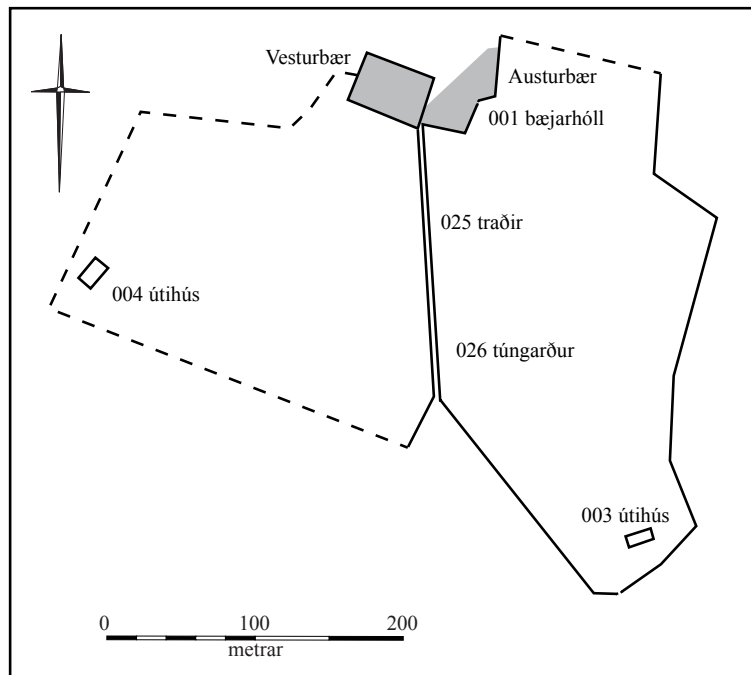 Vesturbær
Austurbær
001 bæjarhóll
025 traðir
004 útihús
026 túngarður
003 útihús
0 100 200
metrar